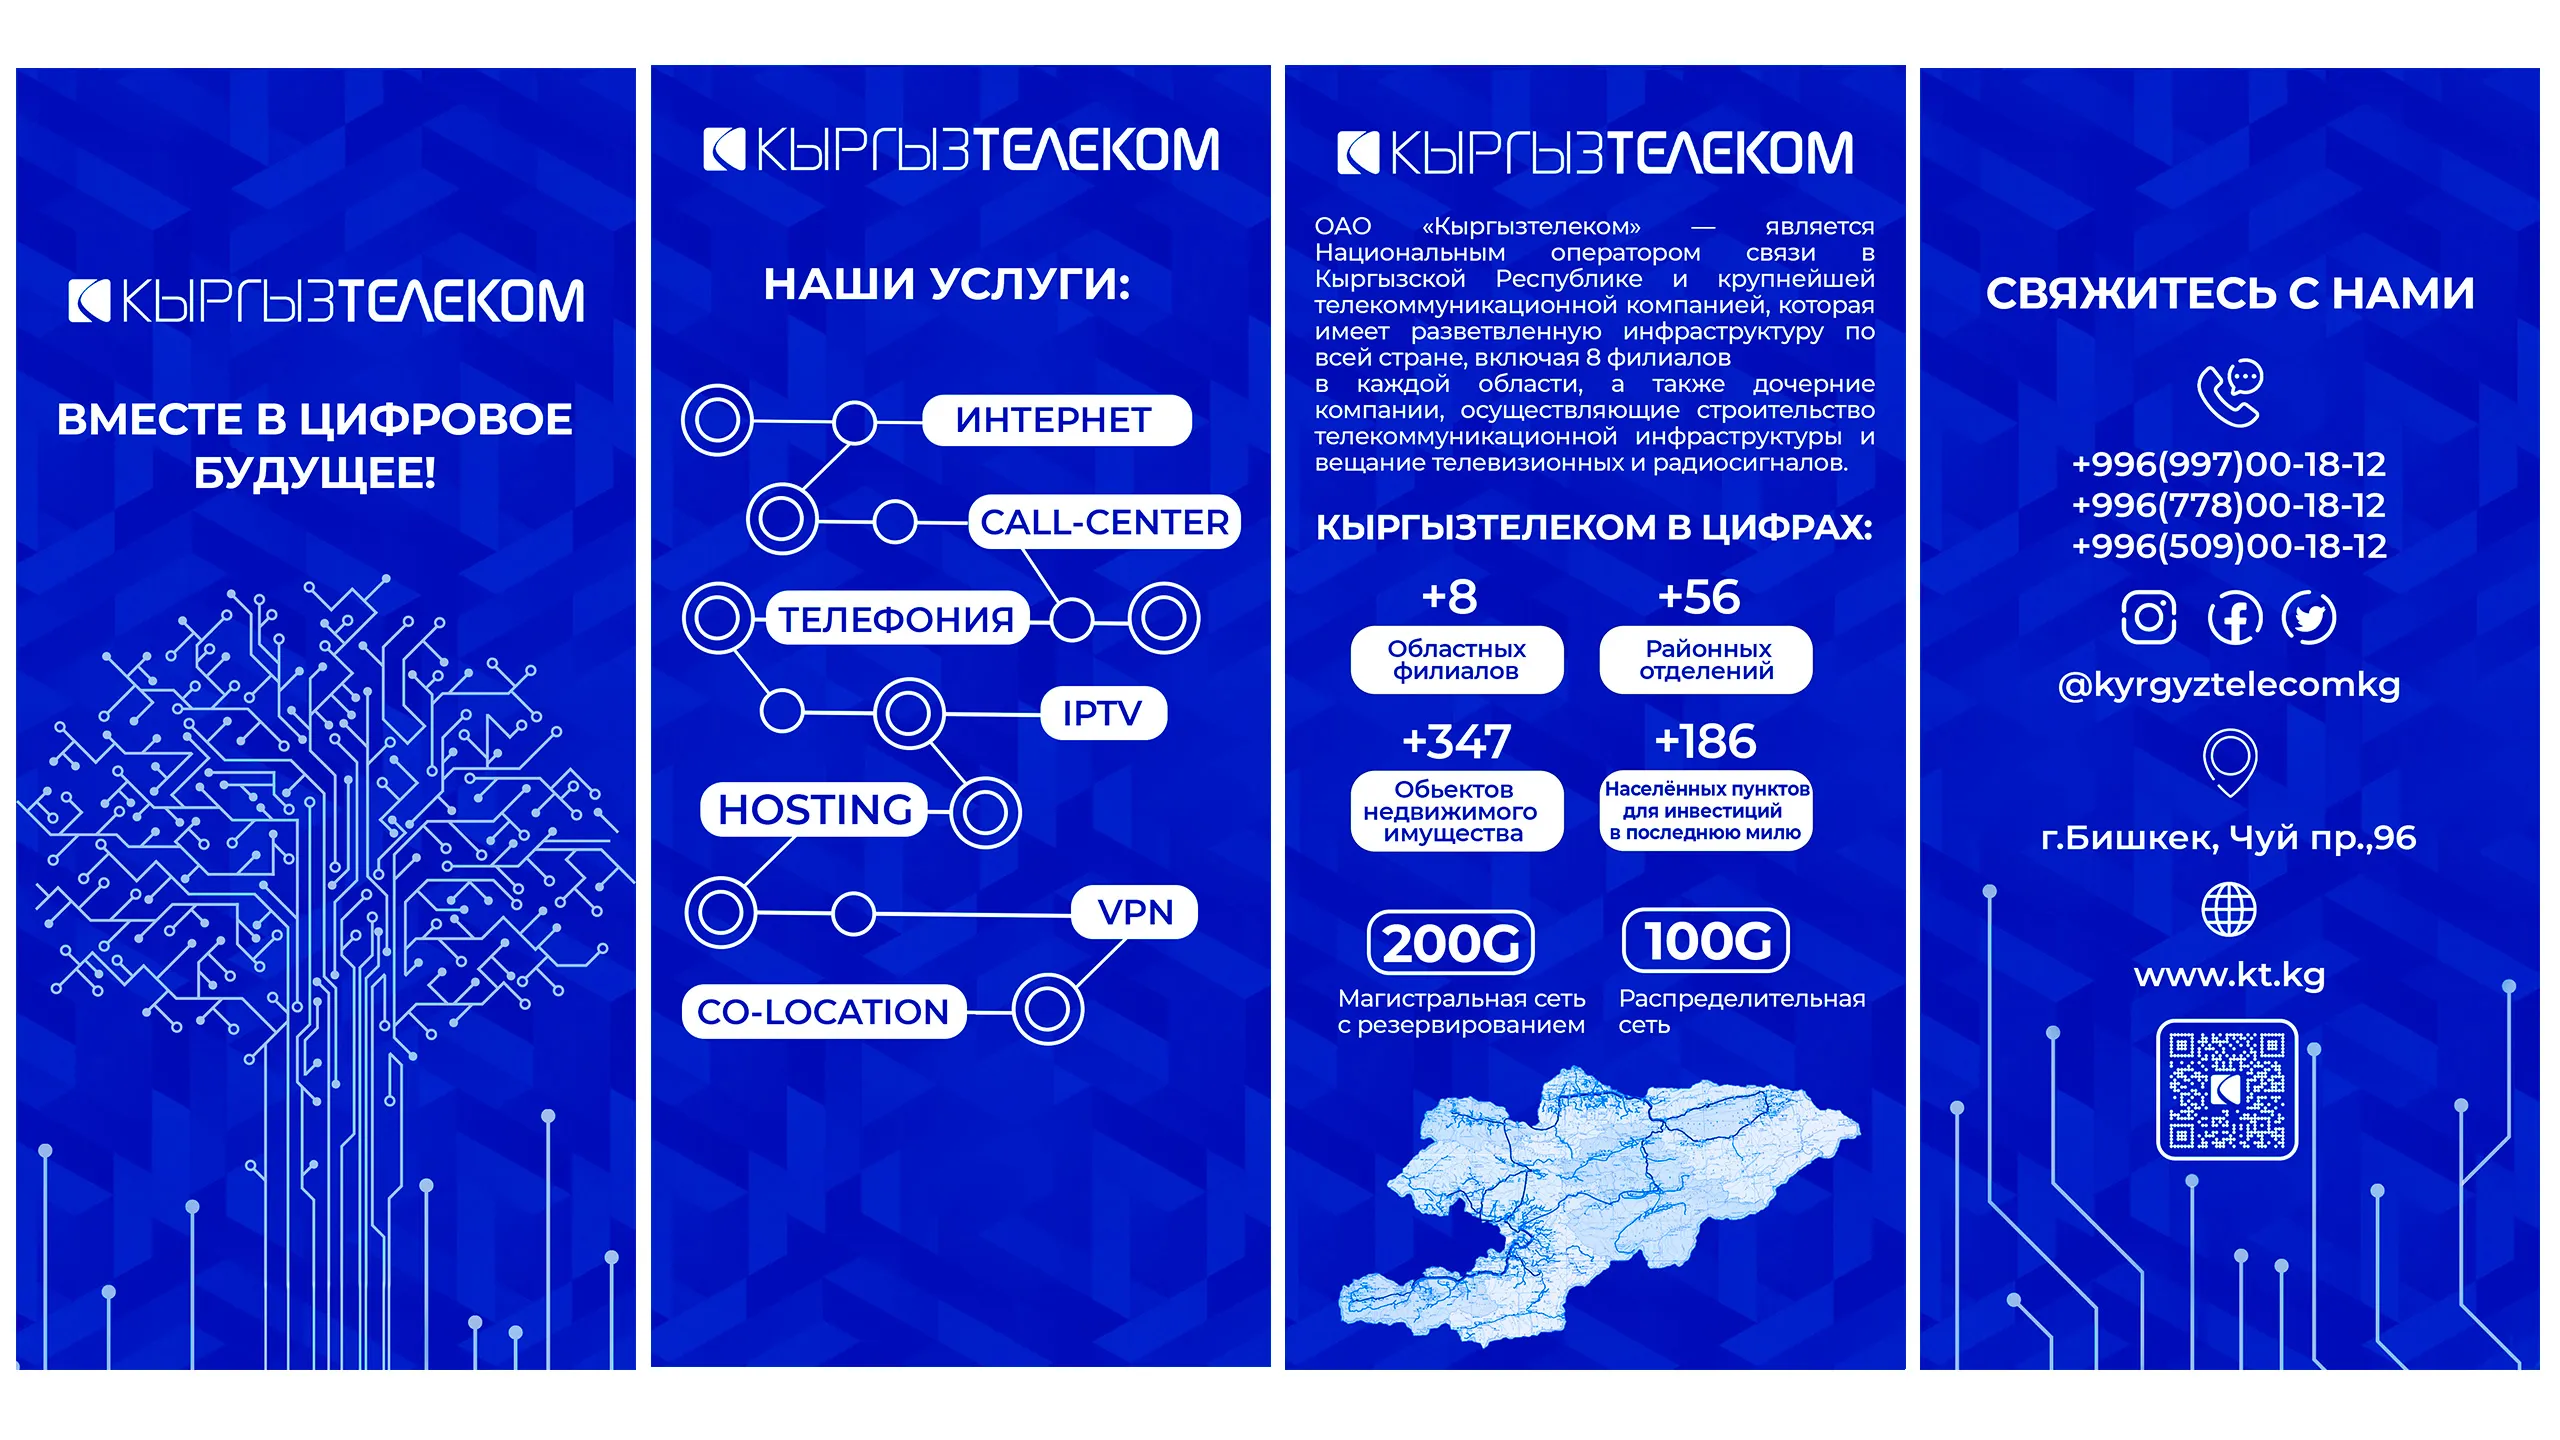 КЫРГЫЗТЕЛЕКОМ
ВМЕСТЕ В ЦИФРОВОЕ
БУДУЩЕЕ!
КЫРГЫЗТЕЛЕКОМ
НАШИ УСЛУГИ:
ИНТЕРНЕТ
CALL-CENTER
ТЕЛЕФОНИЯ
IPTV
HOSTING
VPN
CO-LOCATION
КЫРГЫЗТЕЛЕКОМ
ОАО «Кыргызтелеком» — является
Национальным оператором связи в
Кыргызской Республике и крупнейшей
телекоммуникационной компанией, которая
имеет разветвленную инфраструктуру по
всей стране, включая 8 филиалов
в каждой области, а также дочерние
компании, осуществляющие строительство
телекоммуникационной инфраструктуры и
вещание телевизионных и радиосигналов.
КЫРГЫЗТЕЛЕКОМ В ЦИФРАХ:
+8
Областных
филиалов
+56
Районных
отделений
+347
Обьектов
недвижимого
имущества
+186
Населённых пунктов
для инвестиций
в последнюю милю
200G
Магистральная сеть
с резервированием
100G
Распределительная
сеть
СВЯЖИТЕСЬ С НАМИ
+996(997)00-18-12
+996(778)00-18-12
+996(509)00-18-12
@kyrgyztelecomkg
г.Бишкек, Чуй пр.,96
www.kt.kg